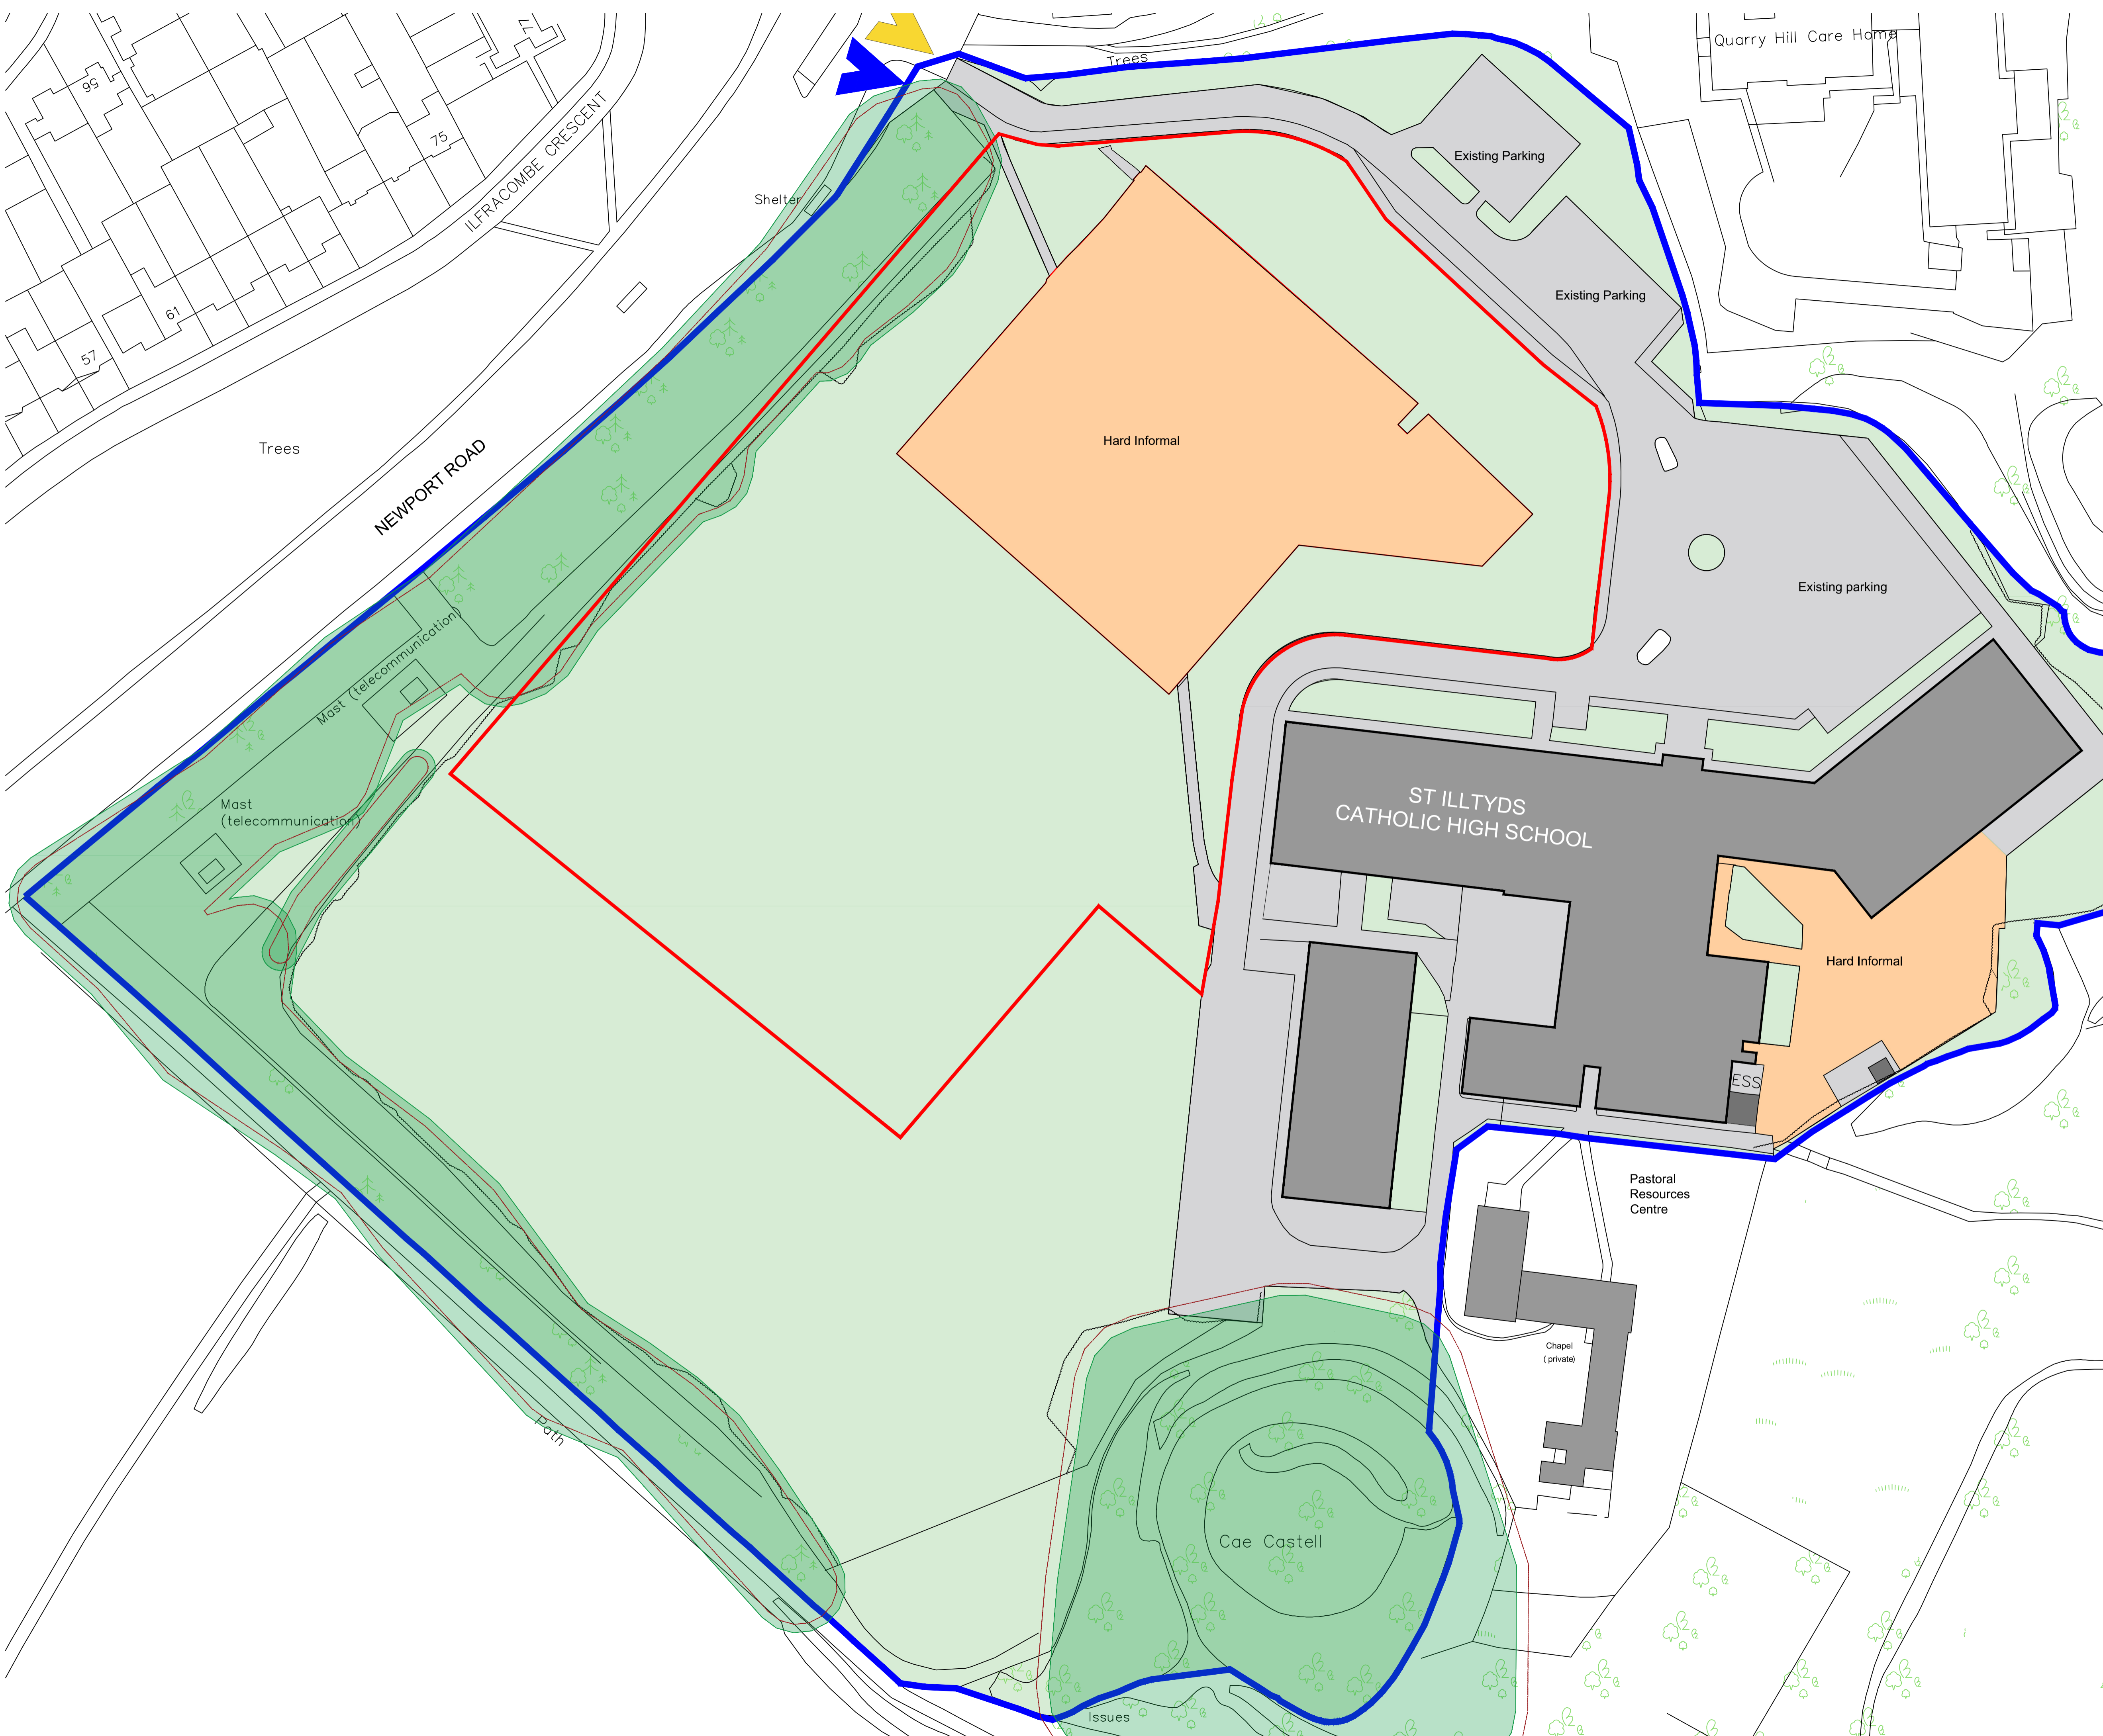 Quarry Hill Care Home
Trees
56
77
75
ILFRACOMBE CRESCENT
Existing Parking
Shelter
61
57
Existing Parking
Trees
NEWPORT ROAD
Hard Informal
Existing parking
Mast (telecommunication)
Mast
(telecommunication)
ST ILLTYDS
CATHOLIC HIGH SCHOOL
Hard Informal
ESS
Pastoral
Resources
Centre
Chapel
( private)
Path
Cae Castell
Issues